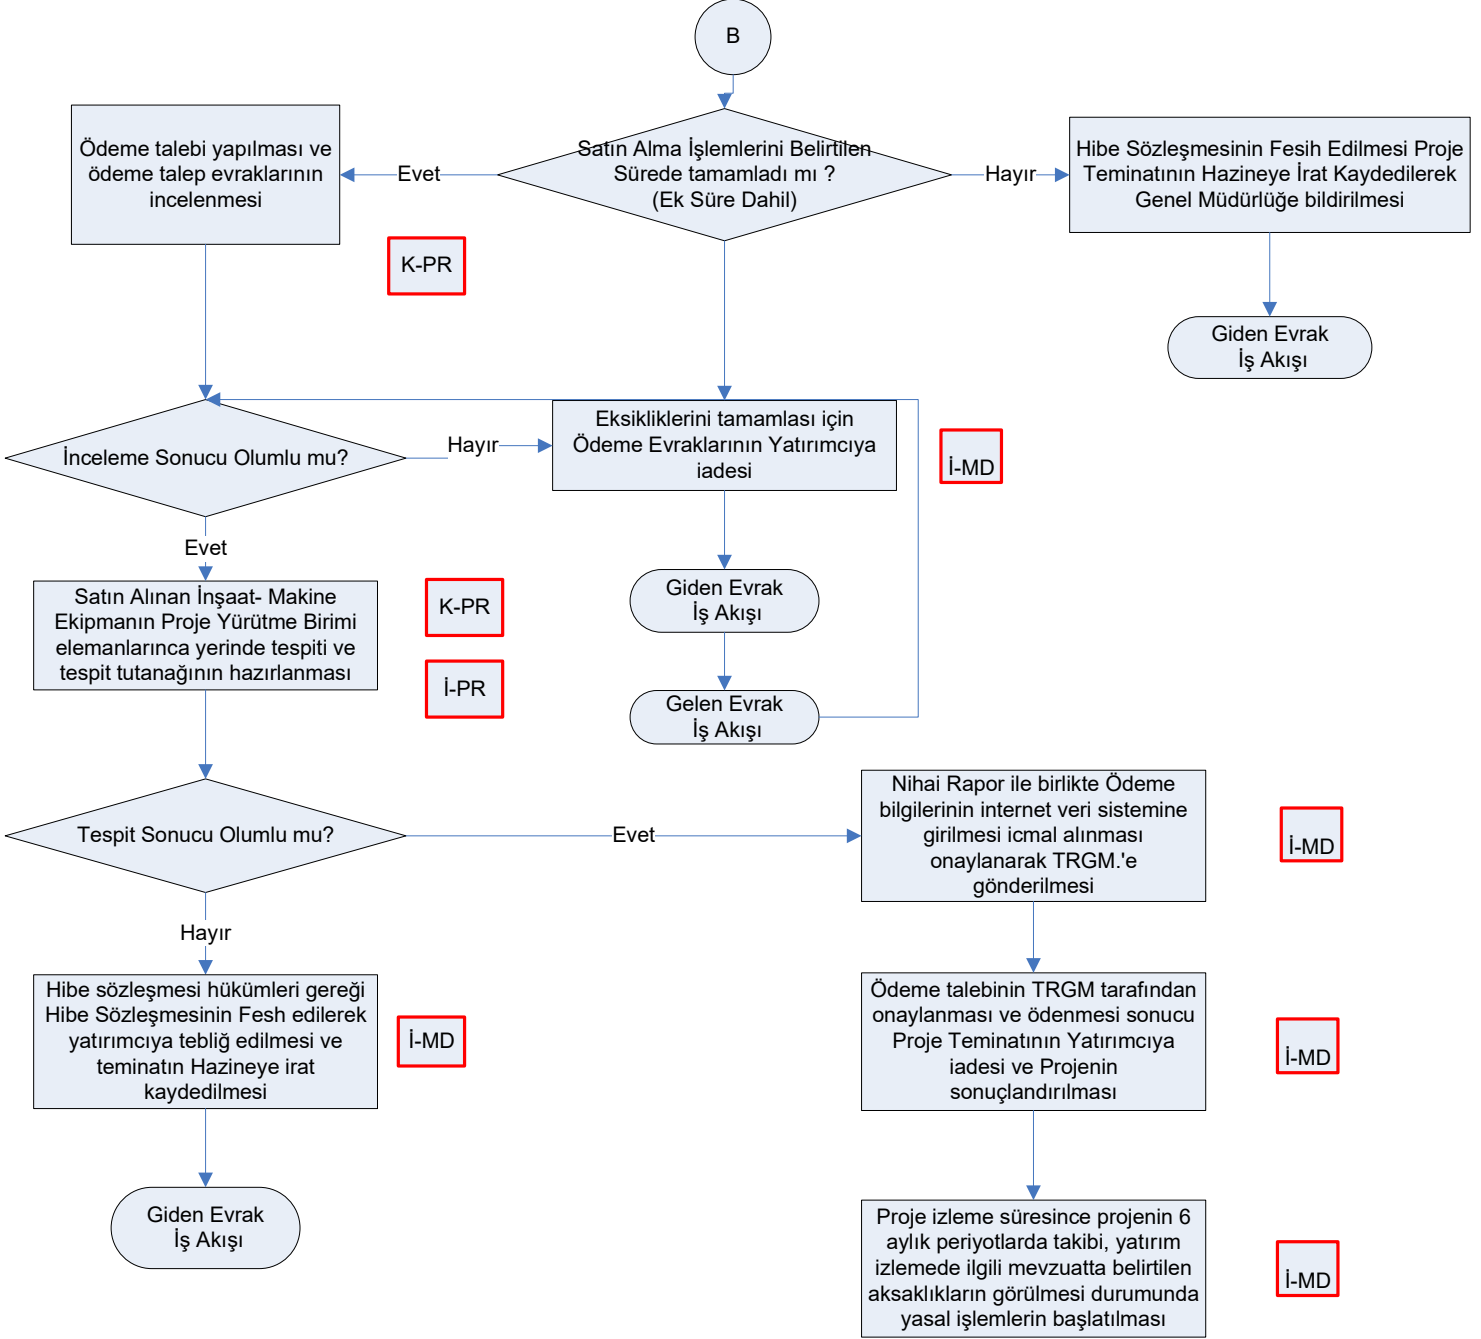 B
Ödeme talebi yapılması ve
ödeme talep evraklarının
incelenmesi
Evet
Satın Alma İşlemlerini Belirtilen
Sürede tamamladı mı ?
(Ek Süre Dahil)
Hayır
Hibe Sözleşmesinin Fesih Edilmesi Proje
Teminatının Hazineye İrat Kaydedilerek
Genel Müdürlüğe bildirilmesi
K-PR
Giden Evrak
İş Akışı
İnceleme Sonucu Olumlu mu?
Hayır
Eksikliklerini tamamlası için
Ödeme Evraklarının Yatırımcıya
iadesi
İ-MD
Evet
Satın Alınan İnşaat- Makine
Ekipmanın Proje Yürütme Birimi
elemanlarınca yerinde tespiti ve
tespit tutanağının hazırlanması
K-PR
İ-PR
Giden Evrak
İş Akışı
Gelen Evrak
İş Akışı
Tespit Sonucu Olumlu mu?
Evet
Nihai Rapor ile birlikte Ödeme
bilgilerinin internet veri sistemine
girilmesi icmal alınması
onaylanarak TRGM.'e
gönderilmesi
İ-MD
Hayır
Hibe sözleşmesi hükümleri gereği
Hibe Sözleşmesinin Fesh edilerek
yatırımcıya tebliğ edilmesi ve
teminatın Hazineye irat
kaydedilmesi
İ-MD
Ödeme talebinin TRGM tarafından
onaylanması ve ödenmesi sonucu
Proje Teminatının Yatırımcıya
iadesi ve Projenin
sonuçlandırılması
İ-MD
Giden Evrak
İş Akışı
Proje izleme süresince projenin 6
aylık periyotlarda takibi, yatırım
izlemede ilgili mevzuatta belirtilen
aksaklıkların görülmesi durumunda
yasal işlemlerin başlatılması
İ-MD